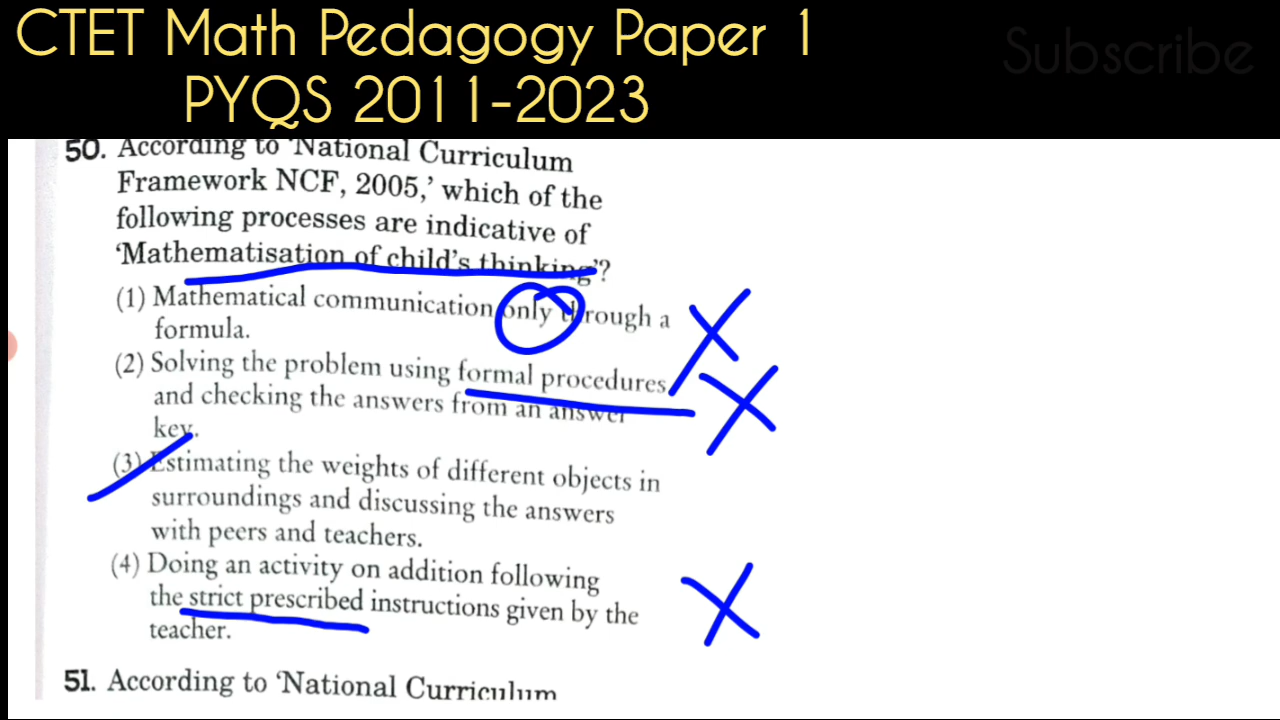 CTET Math Pedagogy Paper 1
PYQS 2011-2023
Subscribe
50. According to 'National Curriculum
Framework NCF, 2005,' which of the
following processes are indicative of
'Mathematisation of child's thinking'?
(1) Mathematical communication only through a
formula.
(2) Solving the problem using formal procedures
and checking the answers from an answer
key.
(3) Estimating the weights of different objects in
surroundings and discussing the answers
with peers and teachers.
(4) Doing an activity on addition following
the strict prescribed instructions given by the
teacher.
51. According to 'National Curriculum